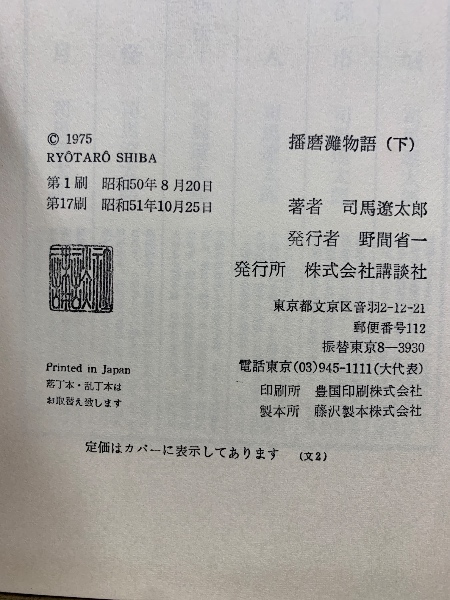 播磨灘物語（下）
© 1975
RYÔTARÔ SHIBA
第1刷 昭和50年8月20日
第17刷 昭和51年10月25日
著者 司馬遼太郎
発行者 野間省一
発行所 株式会社講談社
東京都文京区音羽2-12-21
郵便番号112
振替東京8—3930
電話東京(03)945-1111(大代表)
印刷所 豊国印刷株式会社
製本所 藤沢製本株式会社
Printed in Japan
落丁本・乱丁本は
お取替え致します
定価はカバーに表示してあります （文2）